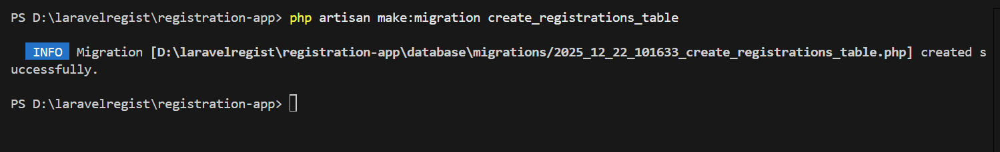 PS D:\laravelregist\registration-app> php artisan make:migration create_registrations_table
INFO Migration [D:\laravelregist\registration-app\database\migrations/2025_12_22_101633_create_registrations_table.php] created s
uccessfully.
PS D:\laravelregist\registration-app>